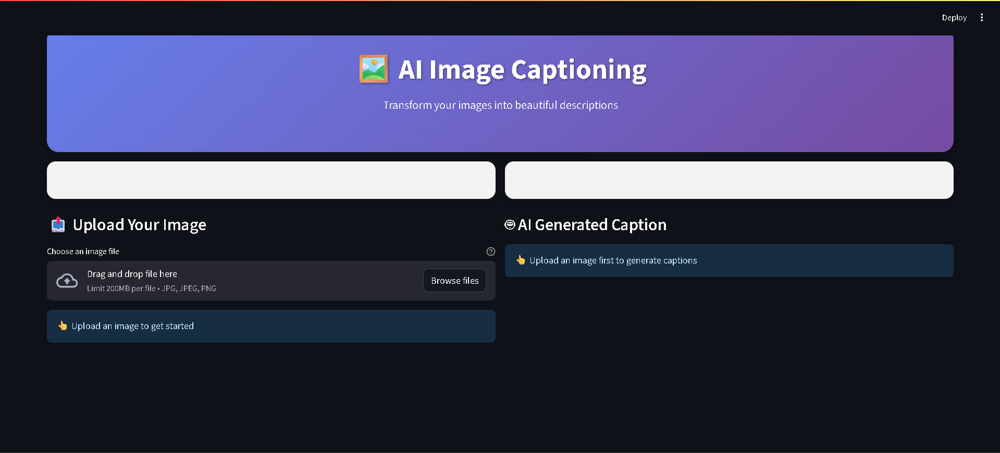 Deploy
AI Image Captioning
Transform your images into beautiful descriptions
Upload Your Image
Choose an image file
Drag and drop file here
Limit 200MB per file • JPG, JPEG, PNG
Browse files
Upload an image to get started
AI Generated Caption
Upload an image first to generate captions